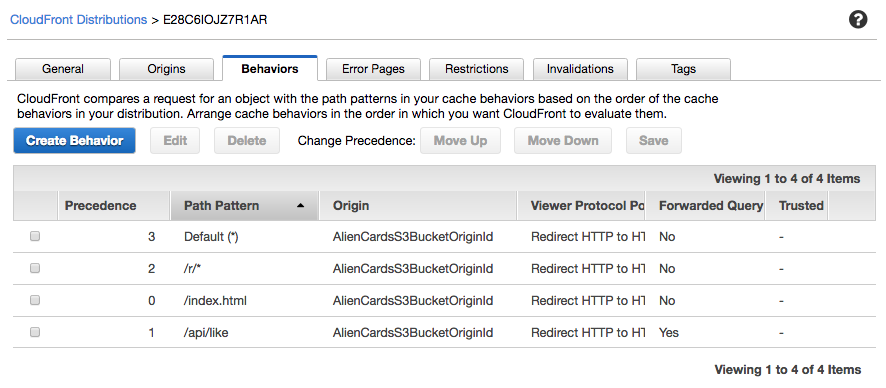 CloudFront Distributions > E28C6IOJZ7R1AR
?
General Origins Behaviors Error Pages Restrictions Invalidations Tags
CloudFront compares a request for an object with the path patterns in your cache behaviors based on the order of the cache
behaviors in your distribution. Arrange cache behaviors in the order in which you want CloudFront to evaluate them.
Create Behavior Edit Delete Change Precedence: Move Up Move Down Save
Viewing 1 to 4 of 4 Items
Precedence Path Pattern Origin Viewer Protocol Po Forwarded Query Trusted
3 Default (*) AlienCardsS3BucketOriginId Redirect HTTP to HT No -
2 /r/* AlienCardsS3BucketOriginId Redirect HTTP to HT No -
0 /index.html AlienCardsS3BucketOriginId Redirect HTTP to HT No -
1 /api/like AlienCardsS3BucketOriginId Redirect HTTP to HT Yes -
Viewing 1 to 4 of 4 Items